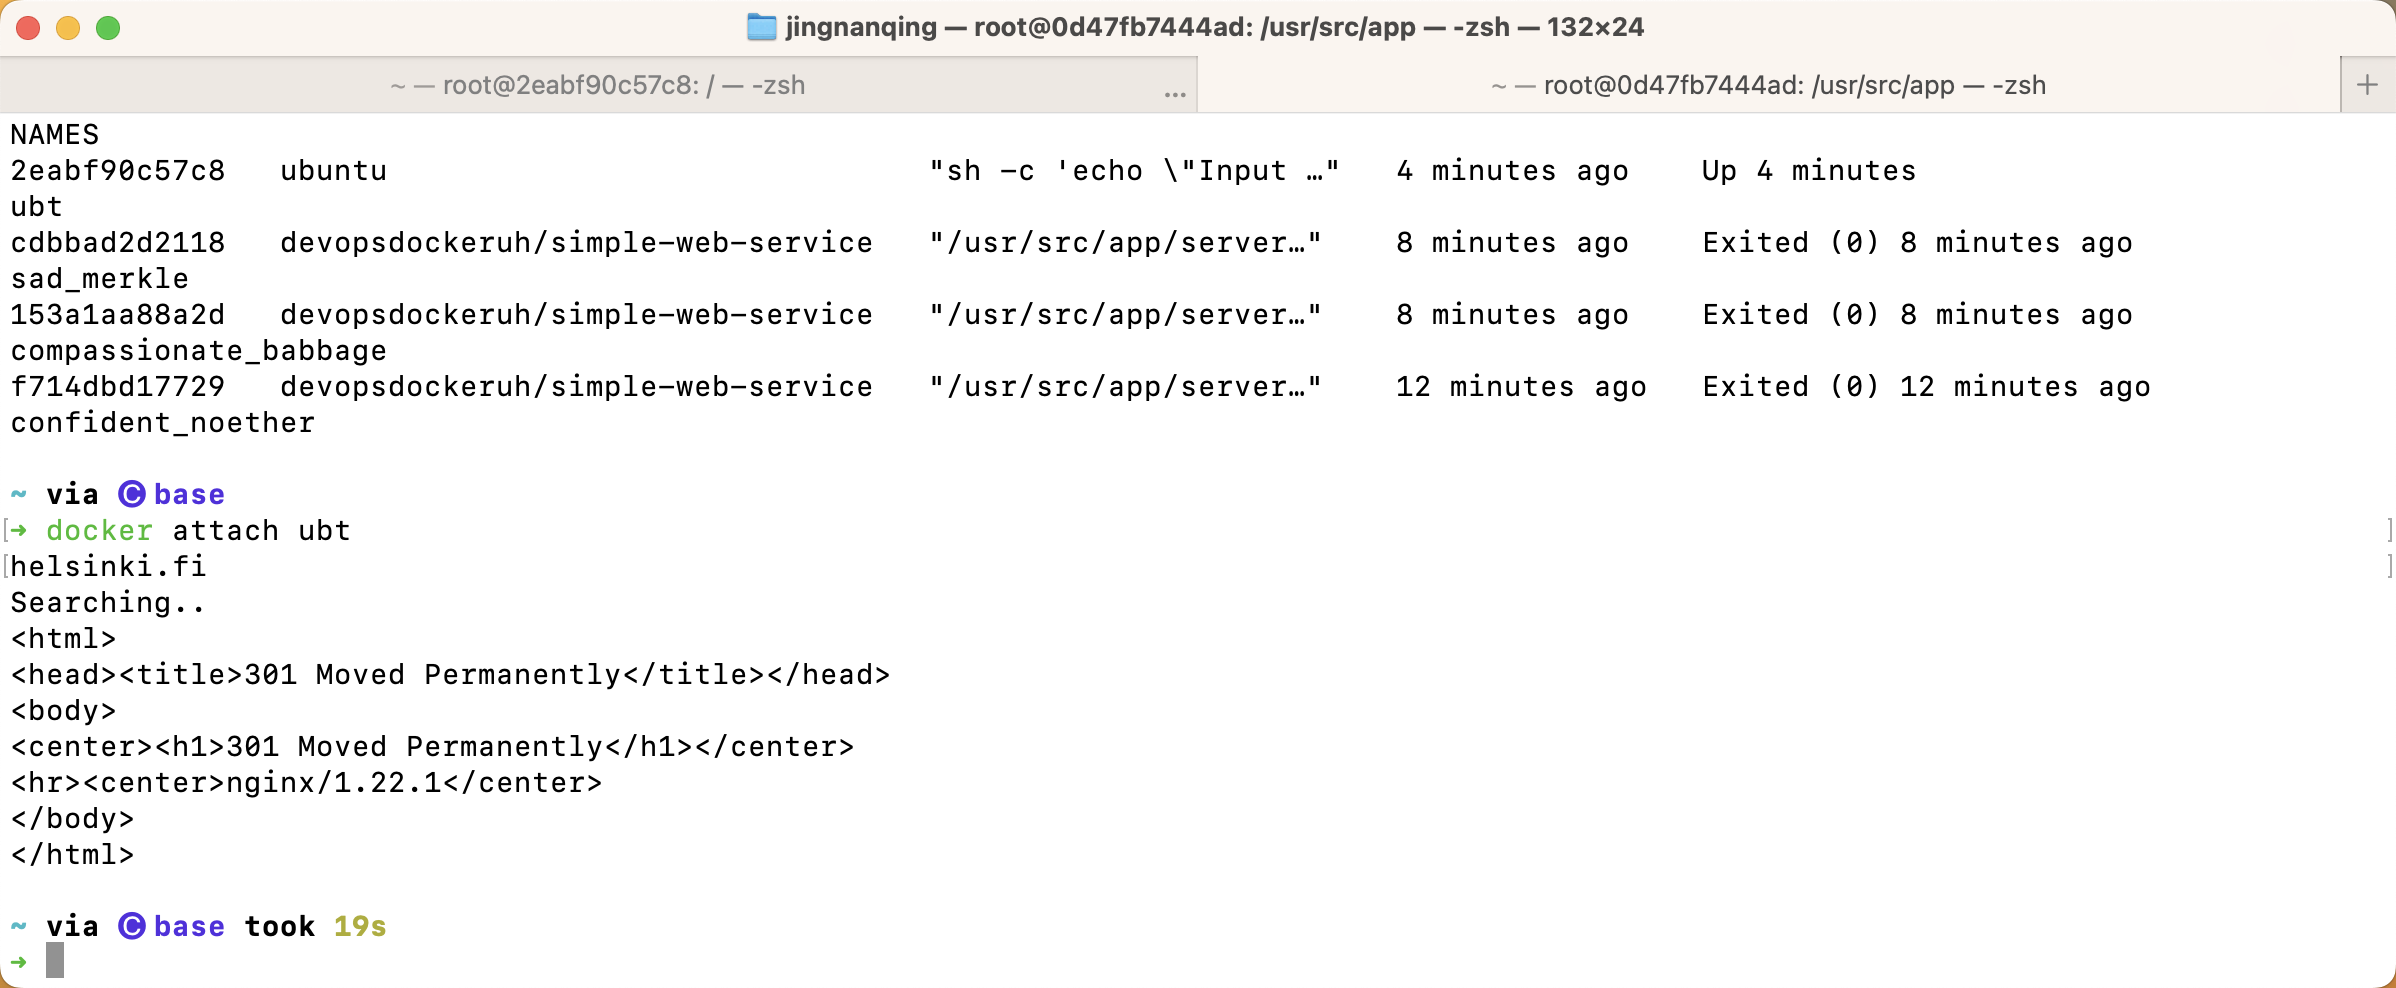 jingnanqing — root@0d47fb7444ad: /usr/src/app — -zsh — 132×24
~ — root@2eabf90c57c8: / — -zsh ...
~ — root@0d47fb7444ad: /usr/src/app — -zsh +
NAMES
2eabf90c57c8   ubuntu                              "sh -c 'echo \"Input …"   4 minutes ago    Up 4 minutes
ubt
cdbbad2d2118   devopsdockeruh/simple-web-service   "/usr/src/app/server…"    8 minutes ago    Exited (0) 8 minutes ago
sad_merkle
153a1aa88a2d   devopsdockeruh/simple-web-service   "/usr/src/app/server…"    8 minutes ago    Exited (0) 8 minutes ago
compassionate_babbage
f714dbd17729   devopsdockeruh/simple-web-service   "/usr/src/app/server…"    12 minutes ago   Exited (0) 12 minutes ago
confident_noether
~ via 🅒 base
➜ docker attach ubt
helsinki.fi
Searching..
<html>
<head><title>301 Moved Permanently</title></head>
<body>
<center><h1>301 Moved Permanently</h1></center>
<hr><center>nginx/1.22.1</center>
</body>
</html>
~ via 🅒 base took 19s
➜